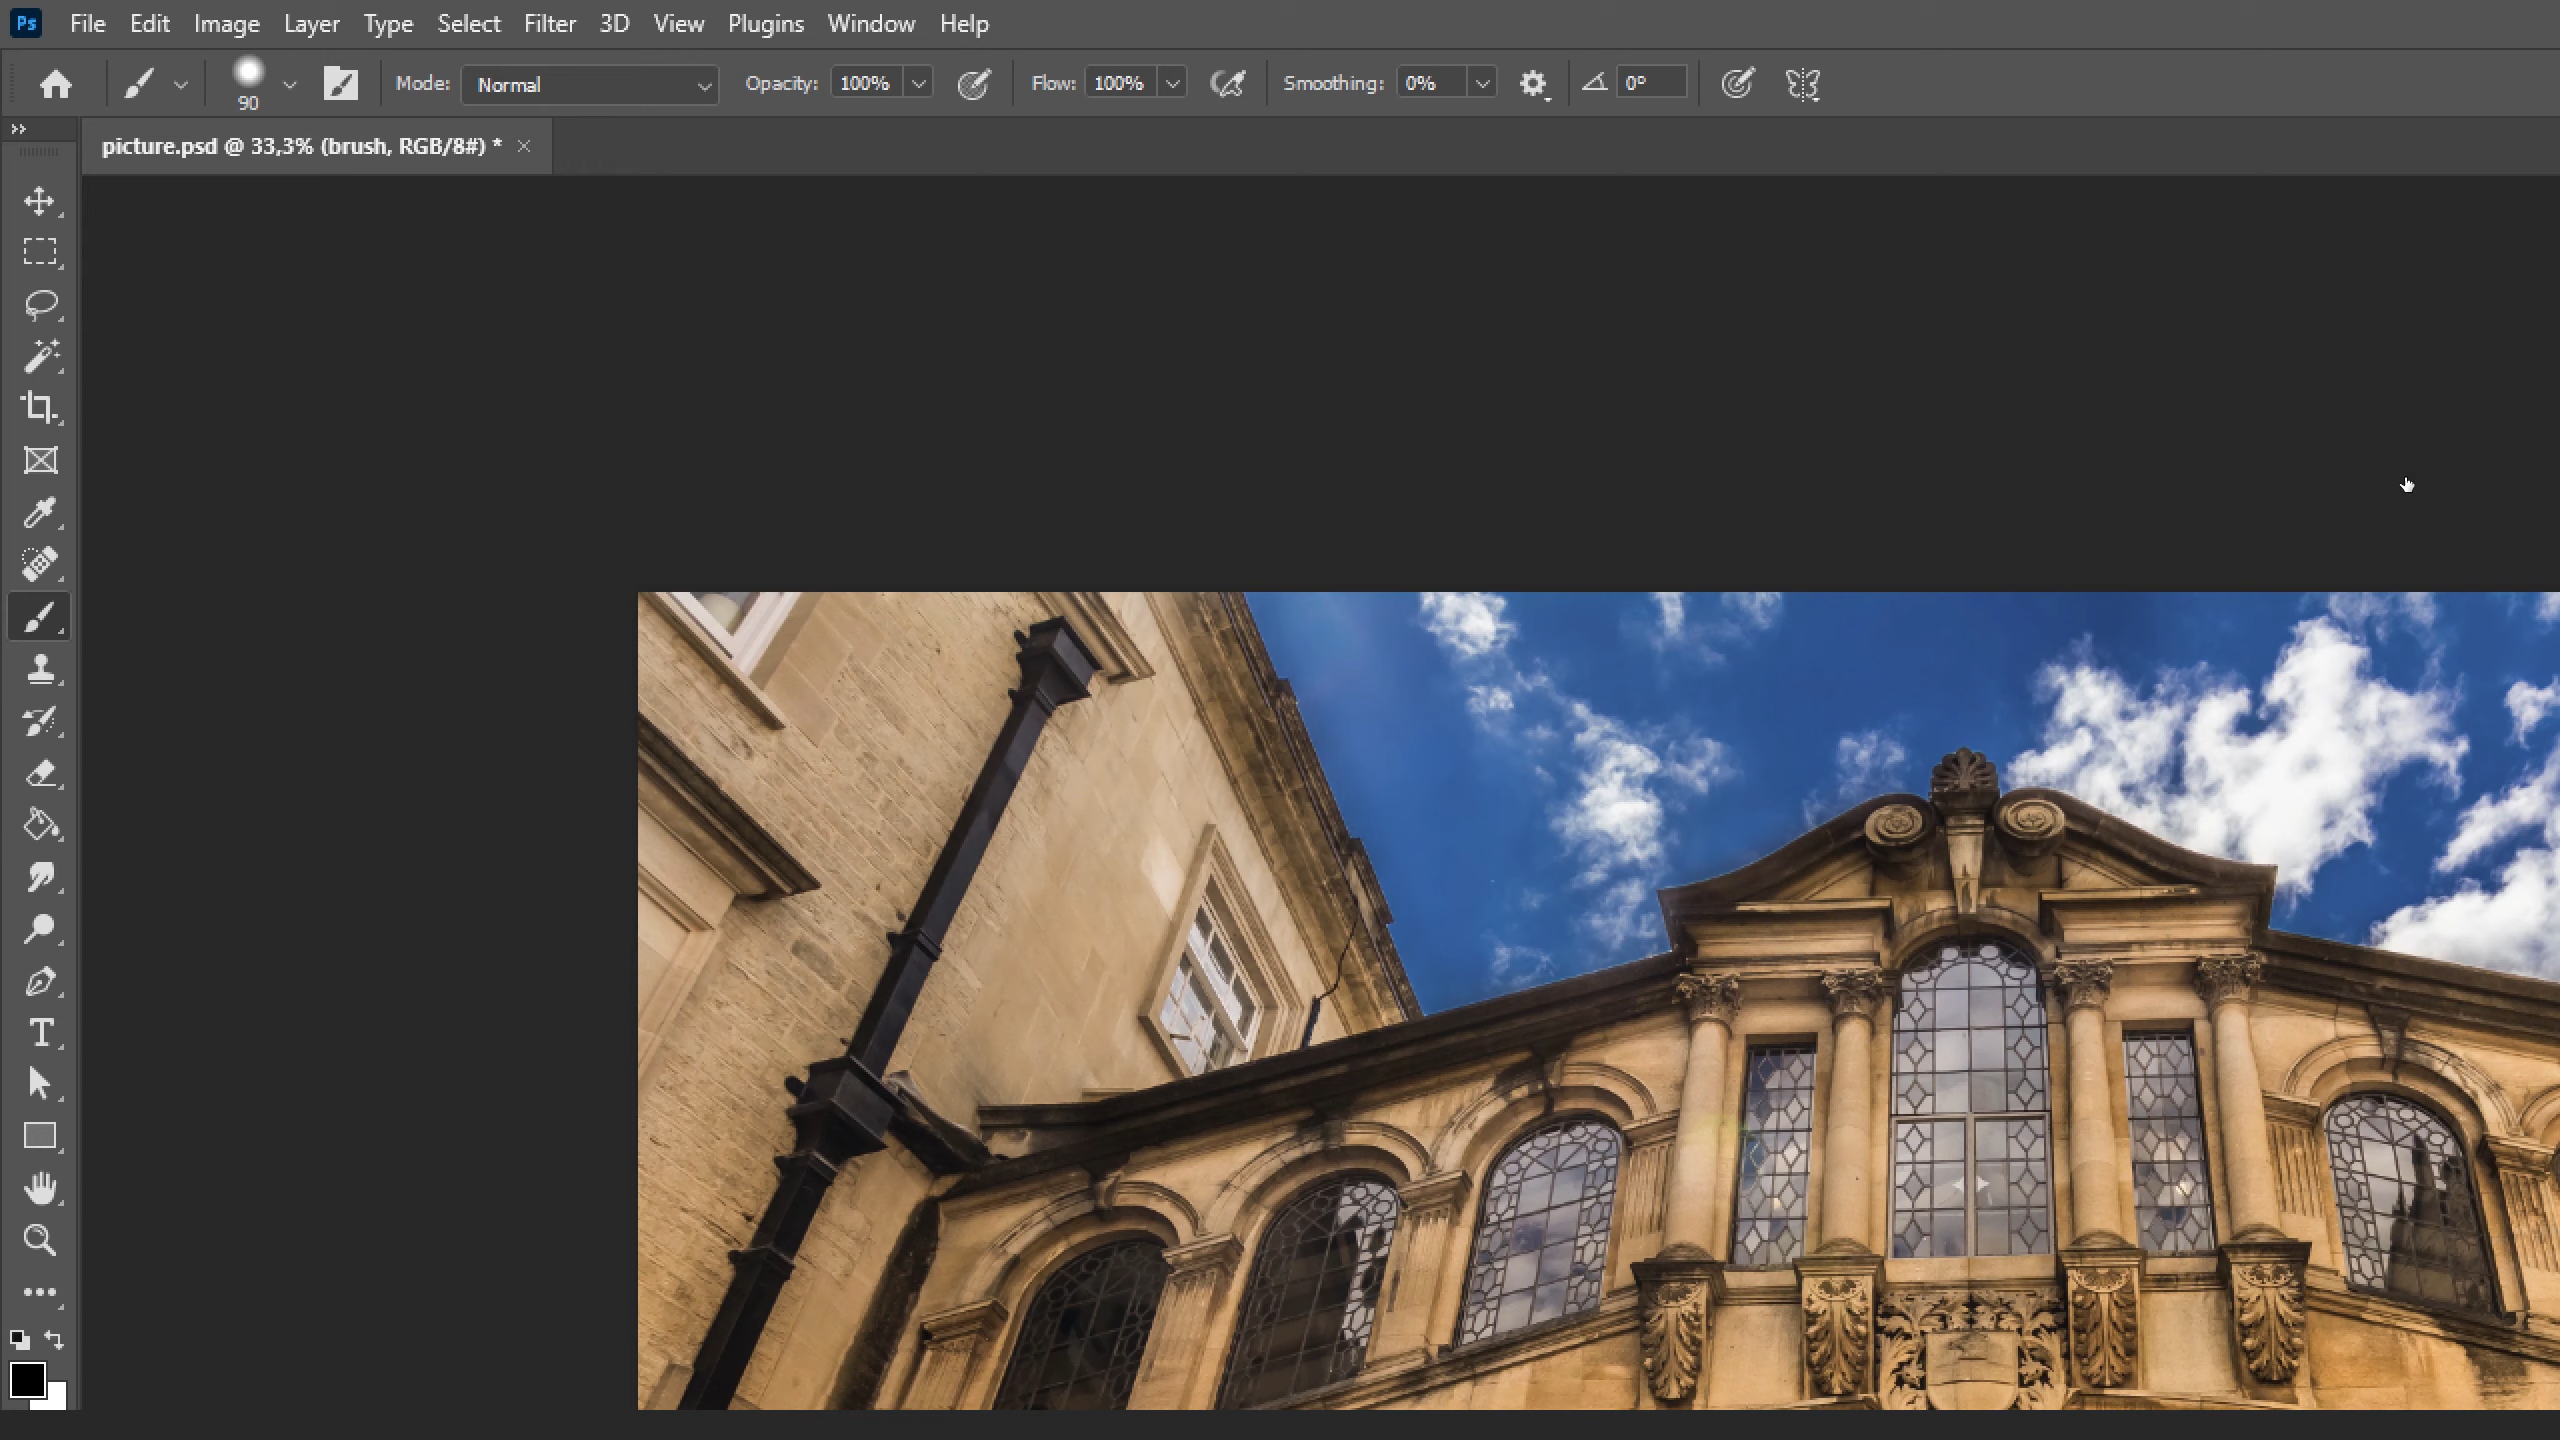 Ps File Edit Image Layer Type Select Filter 3D View Plugins Window Help
90 Mode: Normal Opacity: 100% Flow: 100% Smoothing: 0% 0°
picture.psd @ 33,3% (brush, RGB/8#) *